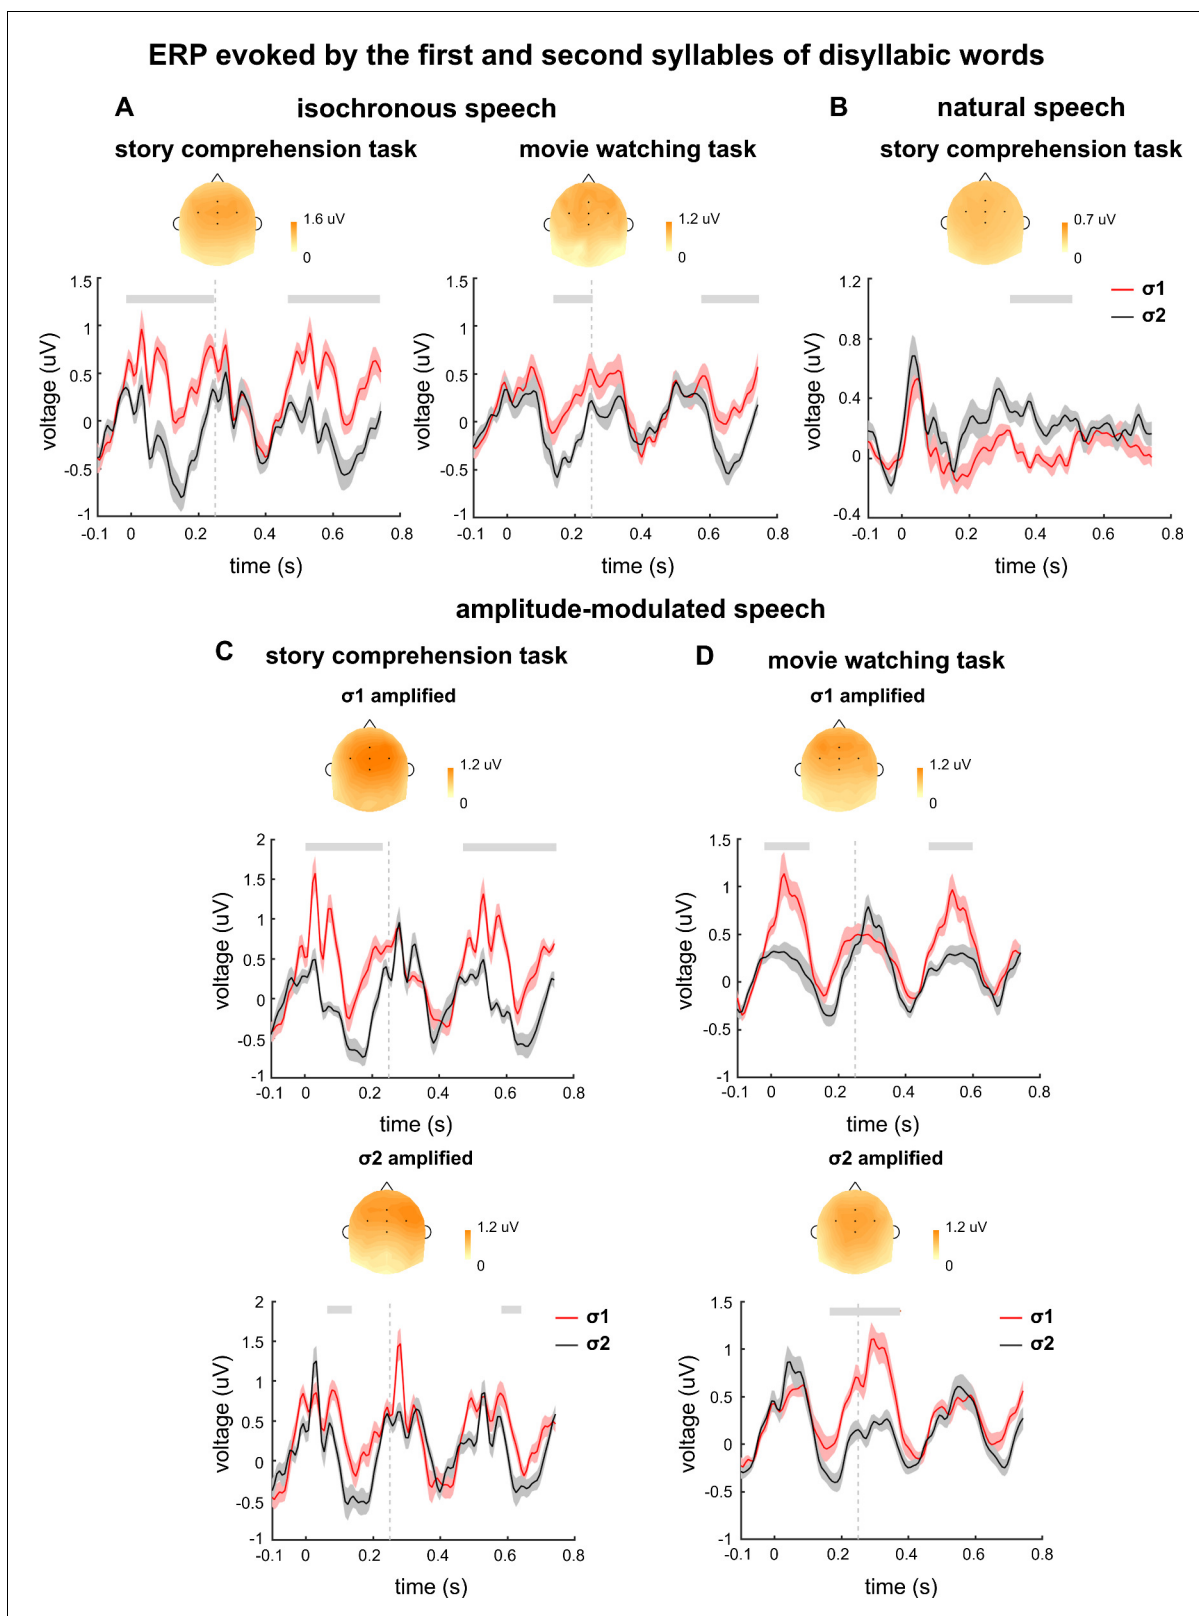 ERP evoked by the first and second syllables of disyllabic words
A isochronous speech B natural speech
story comprehension task movie watching task story comprehension task
1.6 uV 1.2 uV 0.7 uV
0 0 0
1.5 1.5 1.2
σ1
1 1 σ2
0.8
0.5 0.5
0.4
0 0
0
-0.5 -0.5
-1 -1 -0.4
voltage (uV) voltage (uV) voltage (uV)
-0.1 0 0.2 0.4 0.6 0.8 -0.1 0 0.2 0.4 0.6 0.8 -0.1 0 0.2 0.4 0.6 0.8
time (s) time (s) time (s)
amplitude-modulated speech
C story comprehension task D movie watching task
σ1 amplified σ1 amplified
1.2 uV 1.2 uV
0 0
2 1.5
1.5 1
1 0.5
0.5 0
0 -0.5
-0.5 -1
-1
voltage (uV) voltage (uV)
-0.1 0 0.2 0.4 0.6 0.8 -0.1 0 0.2 0.4 0.6 0.8
time (s) time (s)
σ2 amplified σ2 amplified
1.2 uV 1.2 uV
0 0
2 1.5
σ1 σ1
σ2 σ2
1.5 1
1 0.5
0.5 0
0 -0.5
-0.5 -1
-1
voltage (uV) voltage (uV)
-0.1 0 0.2 0.4 0.6 0.8 -0.1 0 0.2 0.4 0.6 0.8
time (s) time (s)